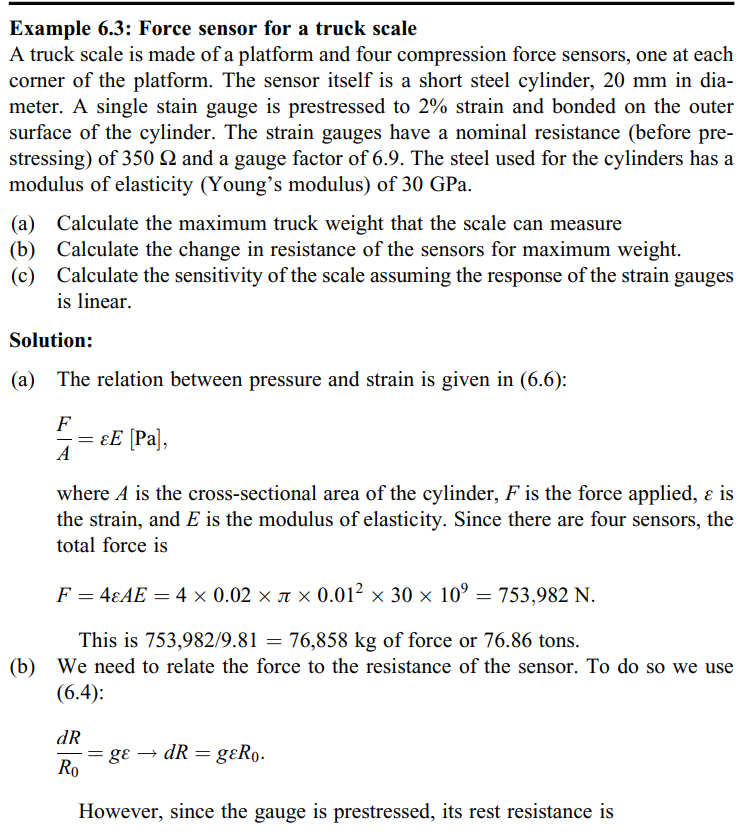 Example 6.3: Force sensor for a truck scale
A truck scale is made of a platform and four compression force sensors, one at each
corner of the platform. The sensor itself is a short steel cylinder, 20 mm in dia-
meter. A single stain gauge is prestressed to 2% strain and bonded on the outer
surface of the cylinder. The strain gauges have a nominal resistance (before pre-
stressing) of 350 Ω and a gauge factor of 6.9. The steel used for the cylinders has a
modulus of elasticity (Young's modulus) of 30 GPa.
(a) Calculate the maximum truck weight that the scale can measure
(b) Calculate the change in resistance of the sensors for maximum weight.
(c) Calculate the sensitivity of the scale assuming the response of the strain gauges
is linear.
Solution:
(a) The relation between pressure and strain is given in (6.6):
F/A = εE [Pa],
where A is the cross-sectional area of the cylinder, F is the force applied, ε is
the strain, and E is the modulus of elasticity. Since there are four sensors, the
total force is
F = 4εAE = 4 × 0.02 × π × 0.01² × 30 × 10⁹ = 753,982 N.
This is 753,982/9.81 = 76,858 kg of force or 76.86 tons.
(b) We need to relate the force to the resistance of the sensor. To do so we use
(6.4):
dR/R₀ = gε → dR = gεR₀.
However, since the gauge is prestressed, its rest resistance is